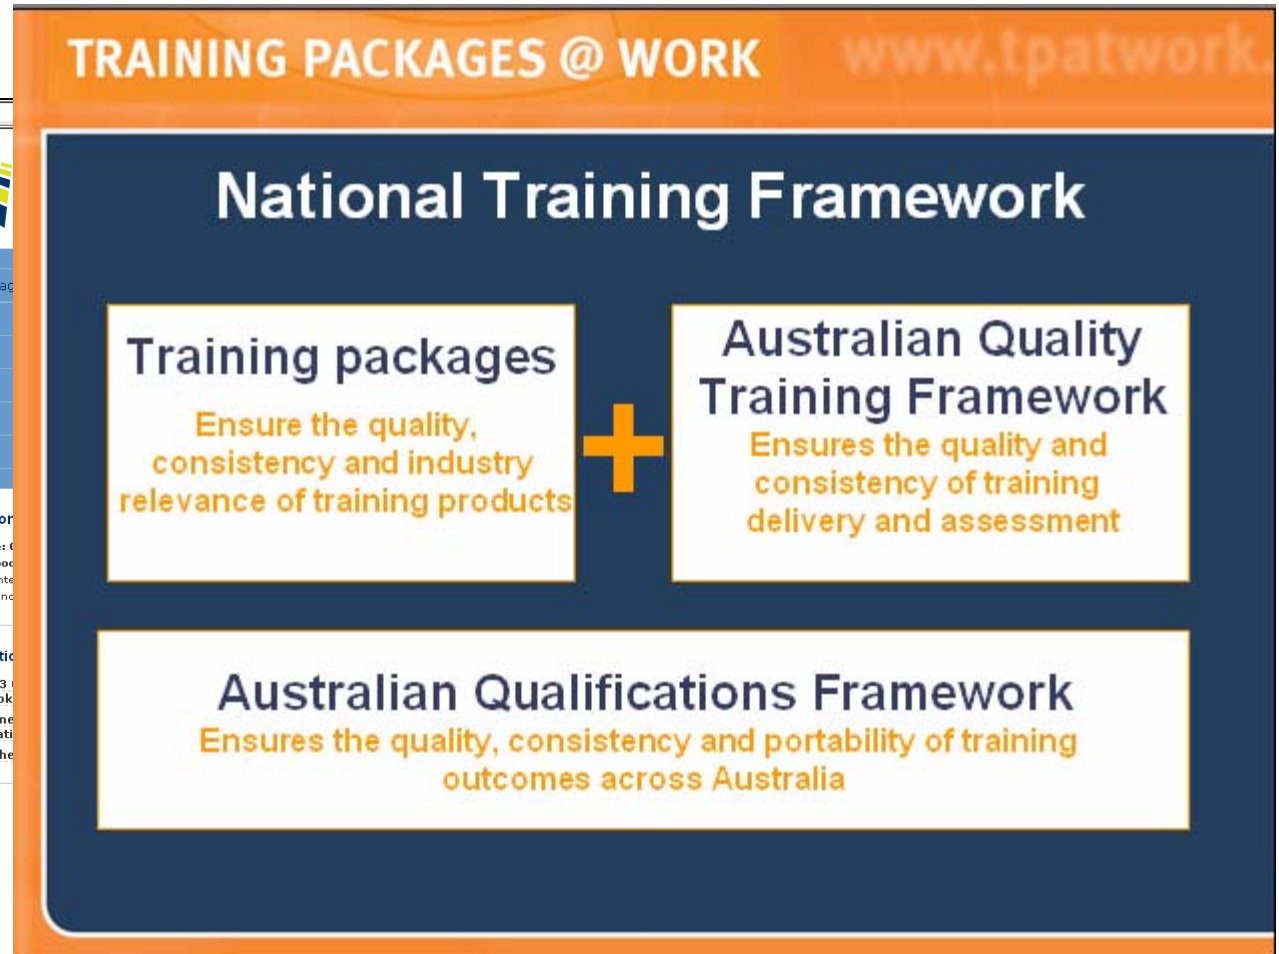 TRAINING PACKAGES @ WORK
www.tpatwork.
National Training Framework
Training packages
Ensure the quality,
consistency and industry
relevance of training products
+
Australian Quality
Training Framework
Ensures the quality and
consistency of training
delivery and assessment
Australian Qualifications Framework
Ensures the quality, consistency and portability of training
outcomes across Australia